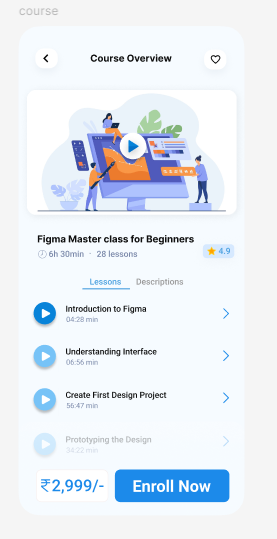 course
Course Overview
Figma Master class for Beginners
6h 30min · 28 lessons
4.9
Lessons Descriptions
Introduction to Figma
04:28 min
Understanding Interface
06:56 min
Create First Design Project
56:47 min
Prototyping the Design
34:22 min
₹2,999/-
Enroll Now